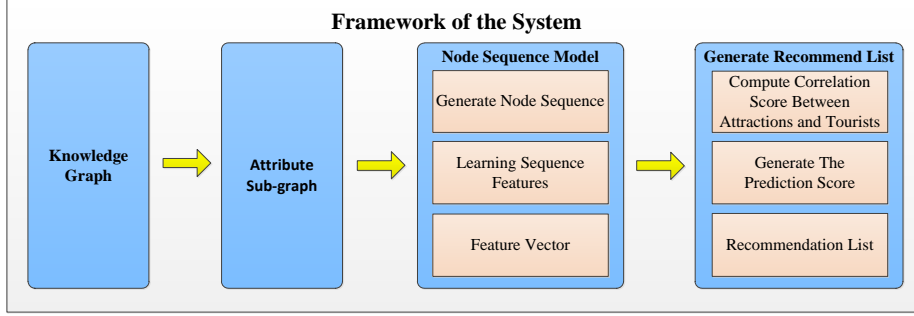 Framework of the System
Knowledge
Graph
Attribute
Sub-graph
Node Sequence Model
Generate Node Sequence
Learning Sequence
Features
Feature Vector
Generate Recommend List
Compute Correlation
Score Between
Attractions and Tourists
Generate The
Prediction Score
Recommendation List